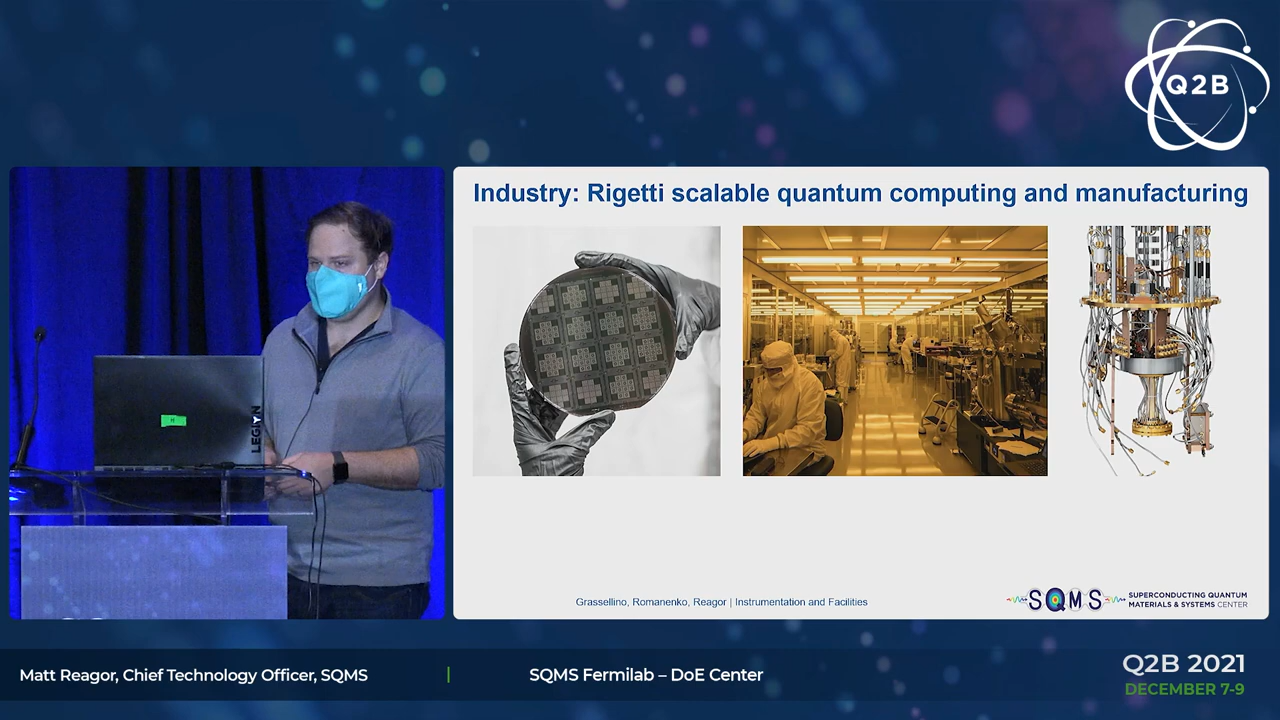 Q2B
Industry: Rigetti scalable quantum computing and manufacturing
LEGION
Grassellino, Romanenko, Reagor | Instrumentation and Facilities
SQMS
SUPERCONDUCTING QUANTUM
MATERIALS & SYSTEMS CENTER
Matt Reagor, Chief Technology Officer, SQMS
SQMS Fermilab – DoE Center
Q2B 2021
DECEMBER 7-9